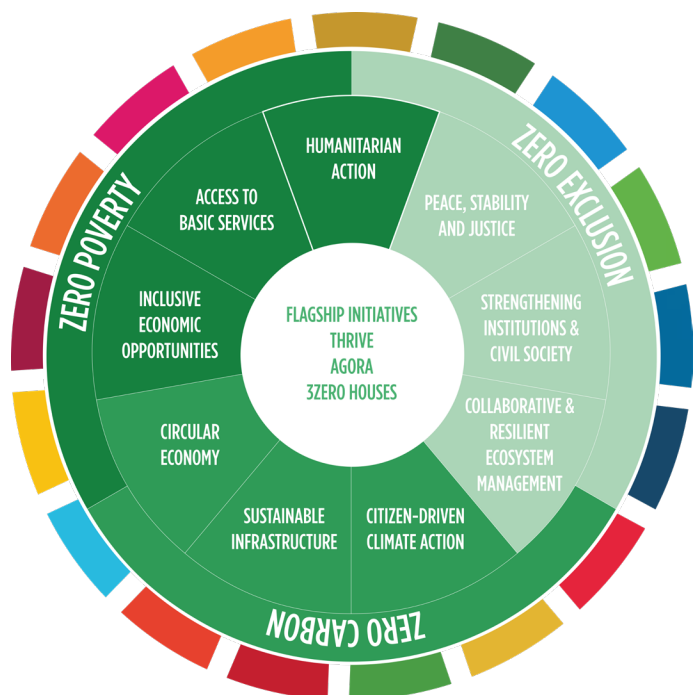 ZERO POVERTY
ZERO EXCLUSION
ZERO CARBON
HUMANITARIAN
ACTION
PEACE, STABILITY
AND JUSTICE
STRENGTHENING
INSTITUTIONS &
CIVIL SOCIETY
COLLABORATIVE &
RESILIENT
ECOSYSTEM
MANAGEMENT
CITIZEN-DRIVEN
CLIMATE ACTION
SUSTAINABLE
INFRASTRUCTURE
CIRCULAR
ECONOMY
INCLUSIVE
ECONOMIC
OPPORTUNITIES
ACCESS TO
BASIC SERVICES
FLAGSHIP INITIATIVES
THRIVE
AGORA
3ZERO HOUSES